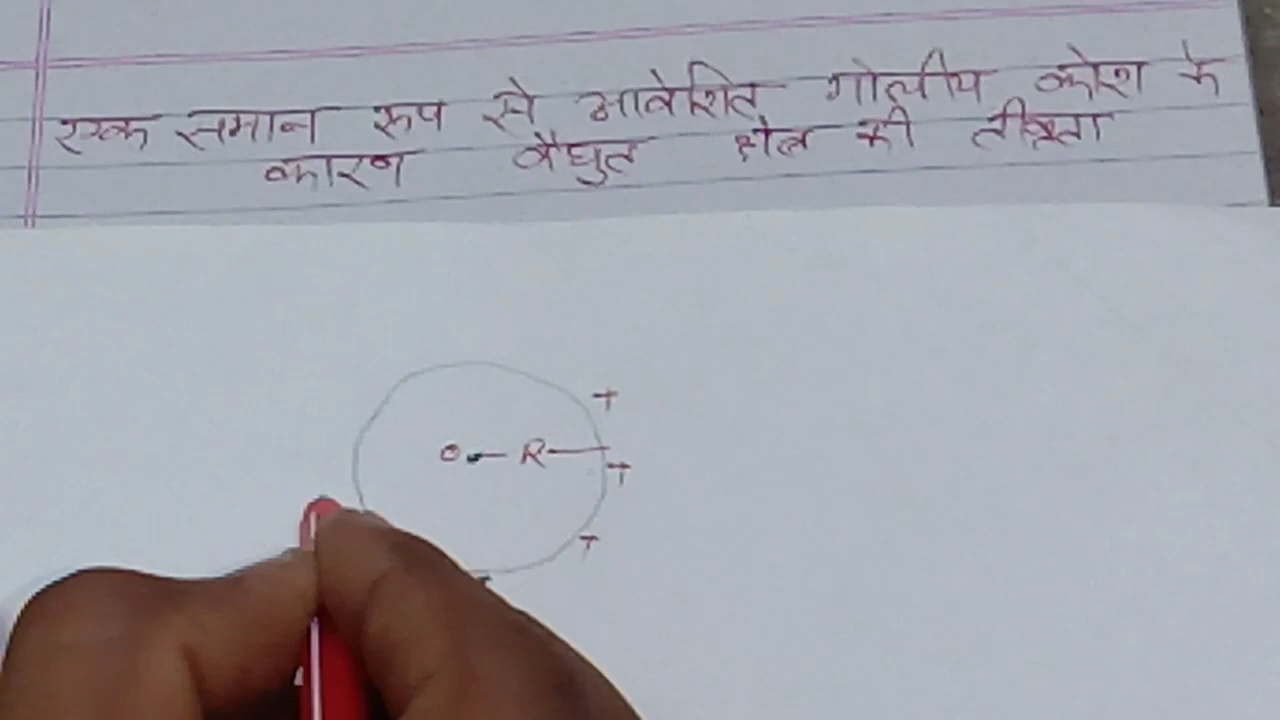 एक समान रूप से आवेशित गोलीय कोश के
कारण वैधुत क्षेत्र की तीव्रता
+
O R
+
+